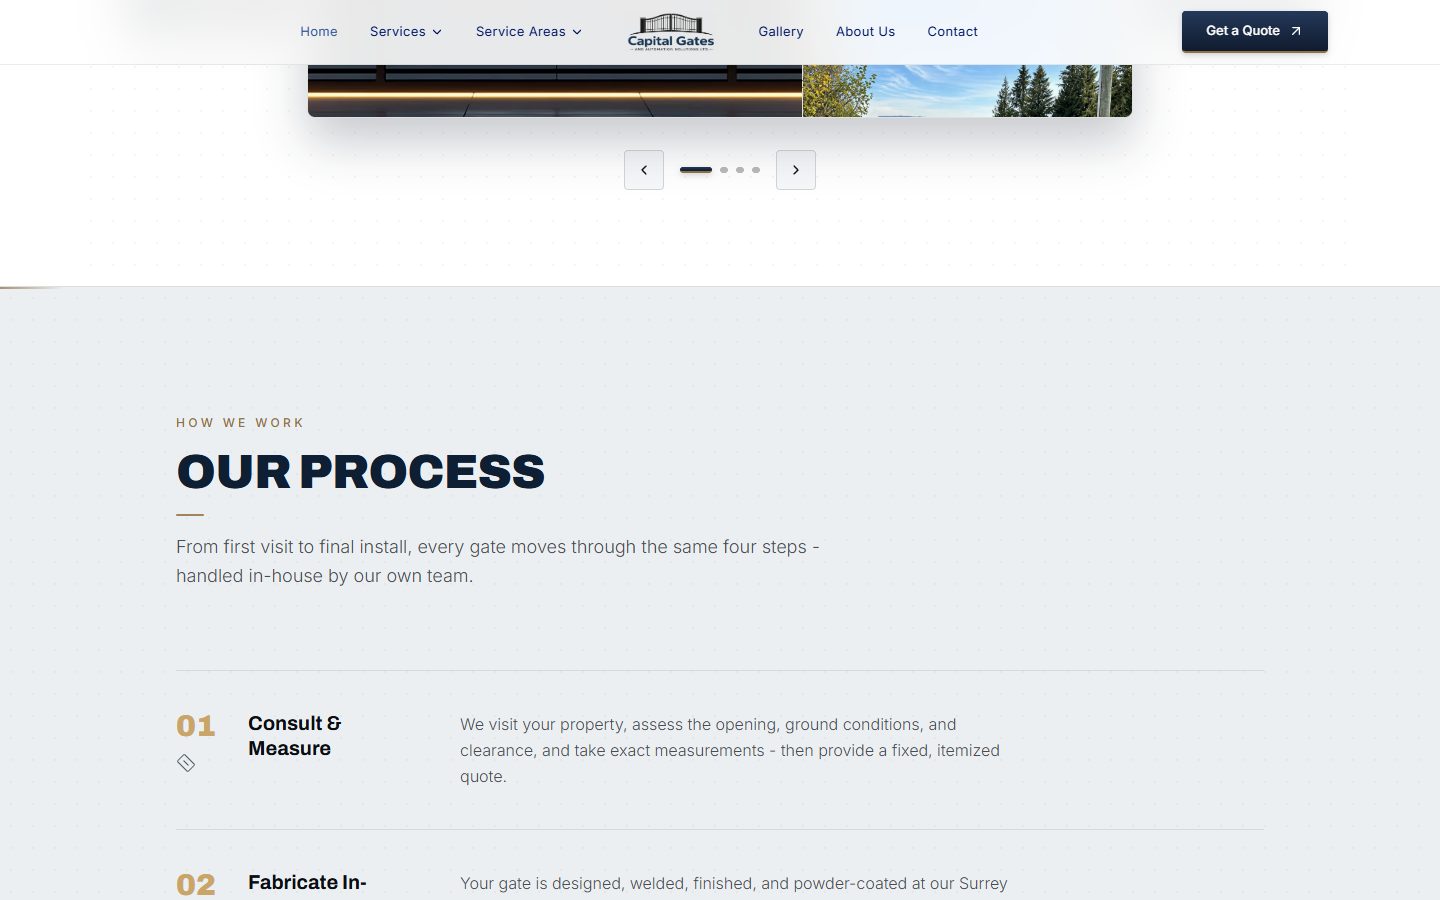 Home
Services
Service Areas
Capital Gates
AND AUTOMATION SOLUTIONS LTD.
Gallery
About Us
Contact
Get a Quote
HOW WE WORK
OUR PROCESS
From first visit to final install, every gate moves through the same four steps -
handled in-house by our own team.
01
Consult &
Measure
We visit your property, assess the opening, ground conditions, and
clearance, and take exact measurements - then provide a fixed, itemized
quote.
02
Fabricate In-
Your gate is designed, welded, finished, and powder-coated at our Surrey